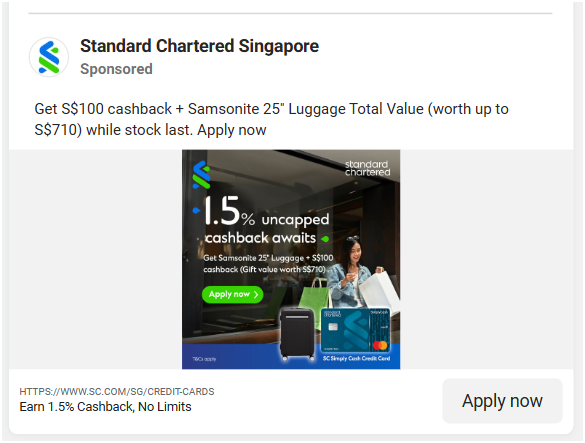 Standard Chartered Singapore
Sponsored
Get S$100 cashback + Samsonite 25" Luggage Total Value (worth up to
S$710) while stock last. Apply now
standard
chartered
1.5% uncapped
cashback awaits
Get Samsonite 25" Luggage + S$100
cashback (Gift value worth S$710)
Apply now
SC Simply Cash Credit Card
*T&Cs apply
HTTPS://WWW.SC.COM/SG/CREDIT-CARDS
Earn 1.5% Cashback, No Limits
Apply now